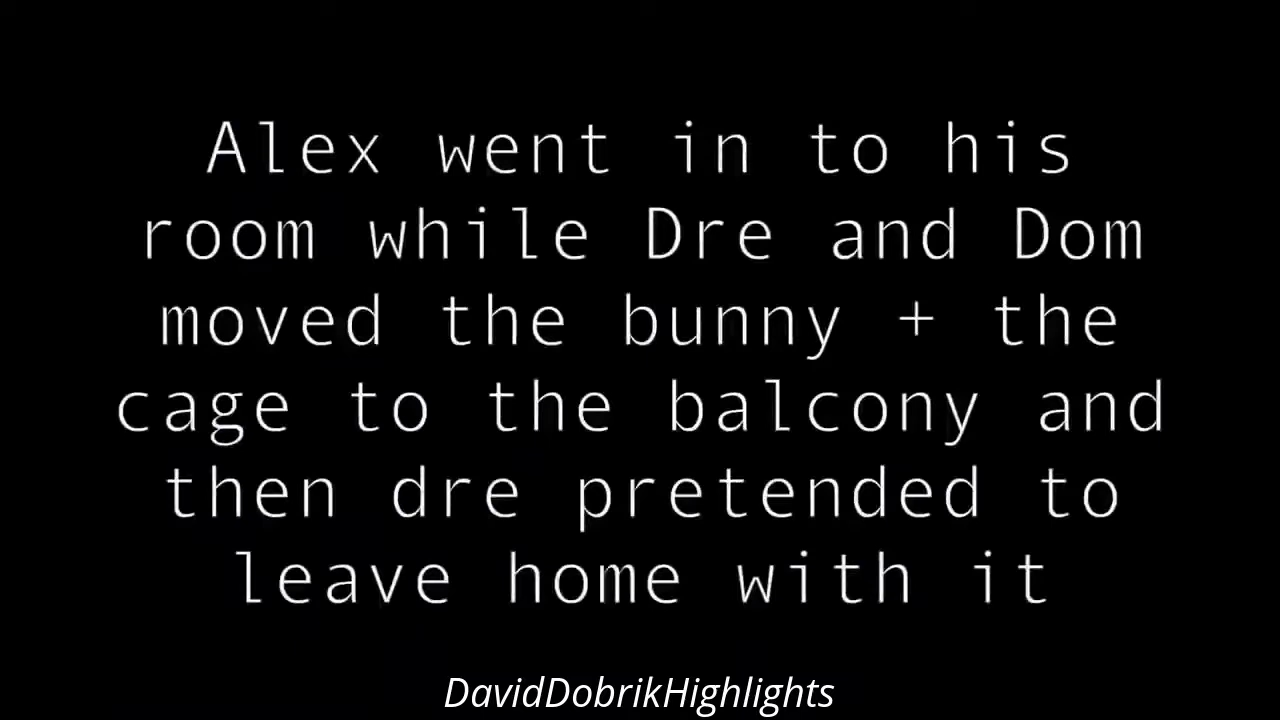 Alex went in to his
room while Dre and Dom
moved the bunny + the
cage to the balcony and
then dre pretended to
leave home with it
DavidDobrikHighlights